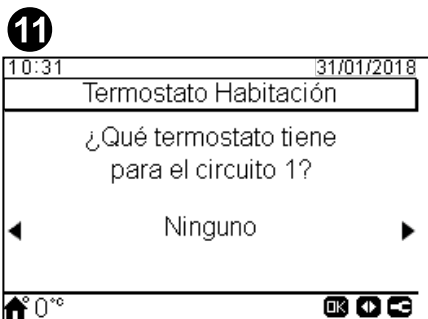 11
10:31 31/01/2018
Termostato Habitación
¿Qué termostato tiene
para el circuito 1?
Ninguno
0°c OK